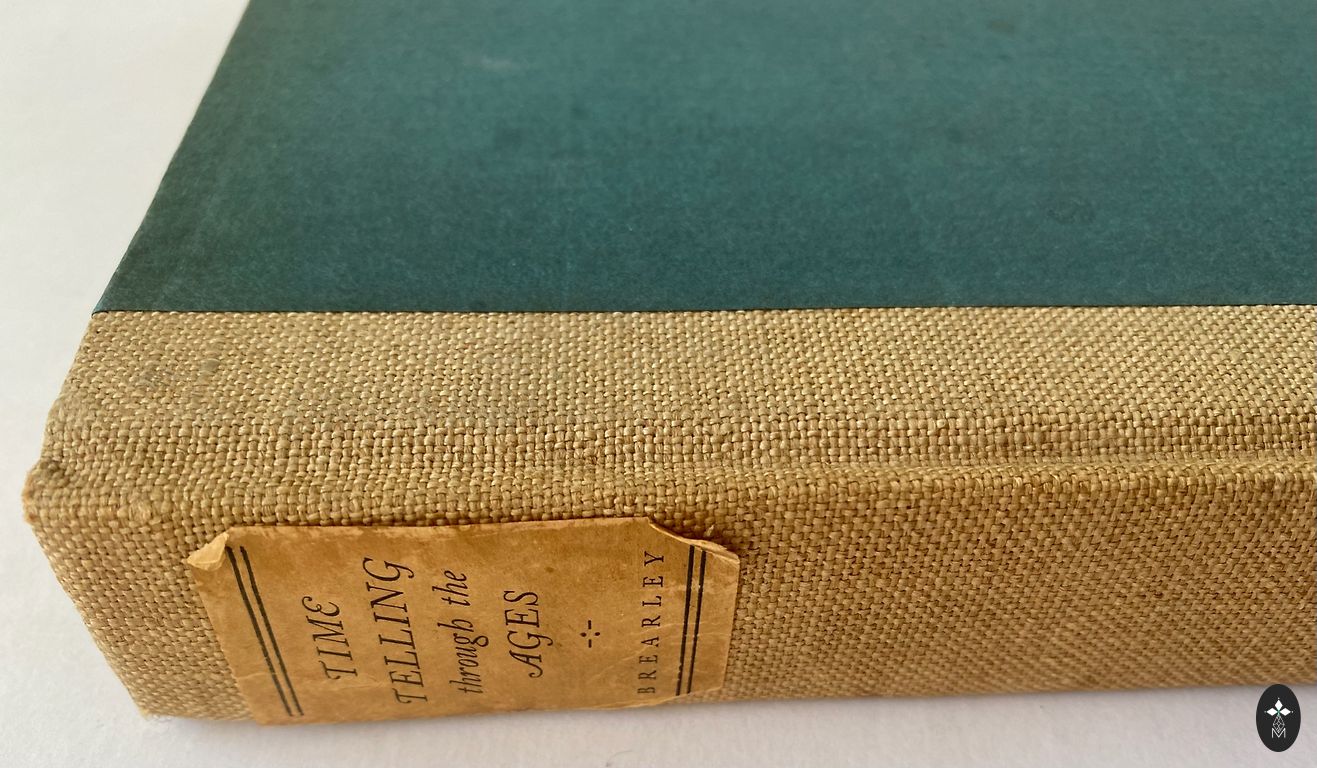 TIME
TELLING
through the
AGES
BREARLEY
M